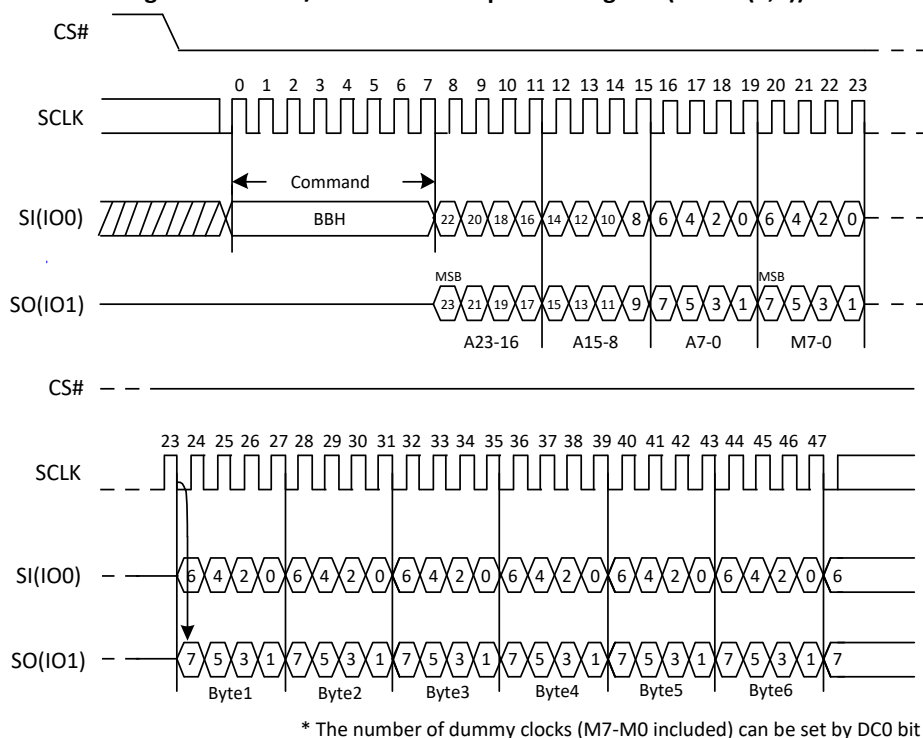 CS#
0 1 2 3 4 5 6 7 8 9 10 11 12 13 14 15 16 17 18 19 20 21 22 23
SCLK
Command
SI(IO0) BBH 22 20 18 16 14 12 10 8 6 4 2 0 6 4 2 0
MSB MSB
SO(IO1) 23 21 19 17 15 13 11 9 7 5 3 1 7 5 3 1
A23-16 A15-8 A7-0 M7-0
CS#
23 24 25 26 27 28 29 30 31 32 33 34 35 36 37 38 39 40 41 42 43 44 45 46 47
SCLK
SI(IO0) 6 4 2 0 6 4 2 0 6 4 2 0 6 4 2 0 6 4 2 0 6 4 2 0 6
SO(IO1) 7 5 3 1 7 5 3 1 7 5 3 1 7 5 3 1 7 5 3 1 7 5 3 1 7
Byte1 Byte2 Byte3 Byte4 Byte5 Byte6
* The number of dummy clocks (M7-M0 included) can be set by DC0 bit